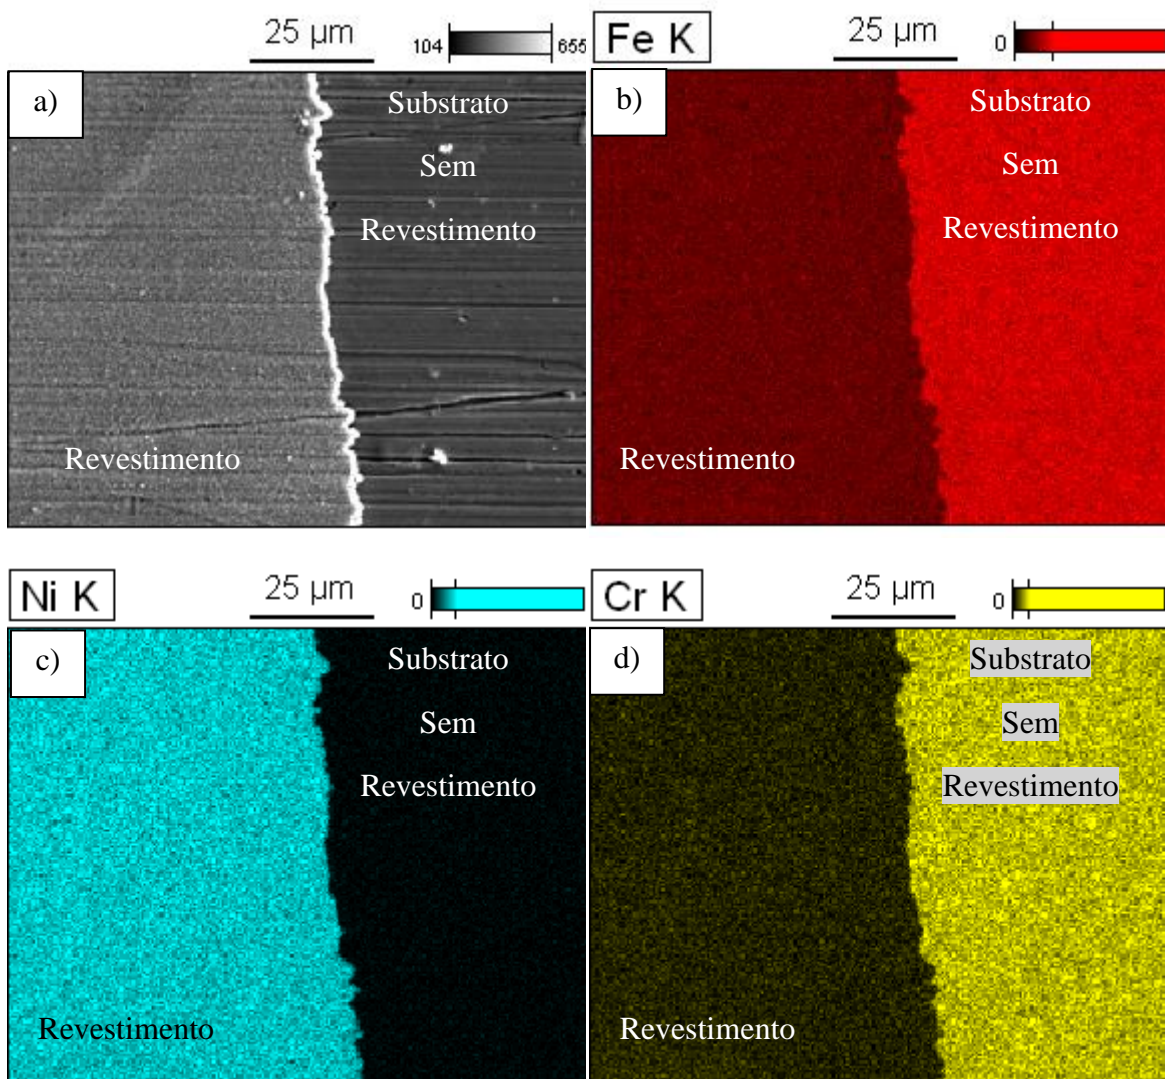 25 µm
104
655
Fe K
25 µm
0
a)
Substrato
Sem
Revestimento
Revestimento
b)
Substrato
Sem
Revestimento
Revestimento
Ni K
25 µm
0
Cr K
25 µm
0
c)
Substrato
Sem
Revestimento
Revestimento
d)
Substrato
Sem
Revestimento
Revestimento